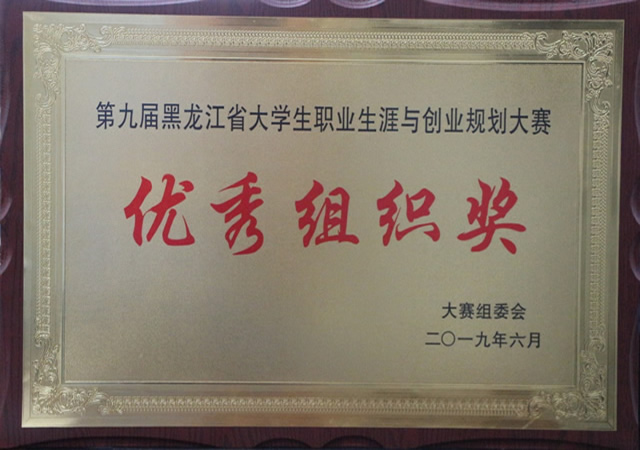 第九届黑龙江省大学生职业生涯与创业规划大赛
优秀组织奖
大赛组委会
二〇一九年六月